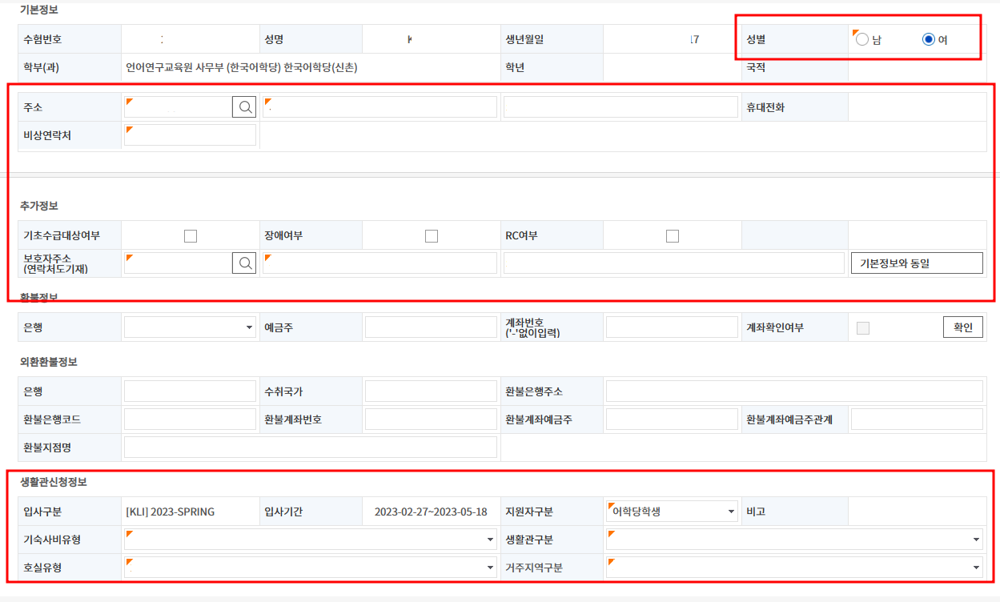 기본정보
수험번호 성명 생년월일 17 성별 남 여
학부(과) 언어연구교육원 사무부 (한국어학당) 한국어학당(신촌) 학년 국적
주소 휴대전화
비상연락처
추가정보
기초수급대상여부 장애여부 RC여부
보호자주소
(연락처도기재) 기본정보와 동일
환불정보
은행 예금주 계좌번호
('-'없이입력) 계좌확인여부 확인
외환환불정보
은행 수취국가 환불은행주소
환불은행코드 환불계좌번호 환불계좌예금주 환불계좌예금주관계
환불지점명
생활관신청정보
입사구분 [KLI] 2023-SPRING 입사기간 2023-02-27~2023-05-18 지원자구분 어학당학생 비고
기숙사비유형 생활관구분
호실유형 거주지역구분